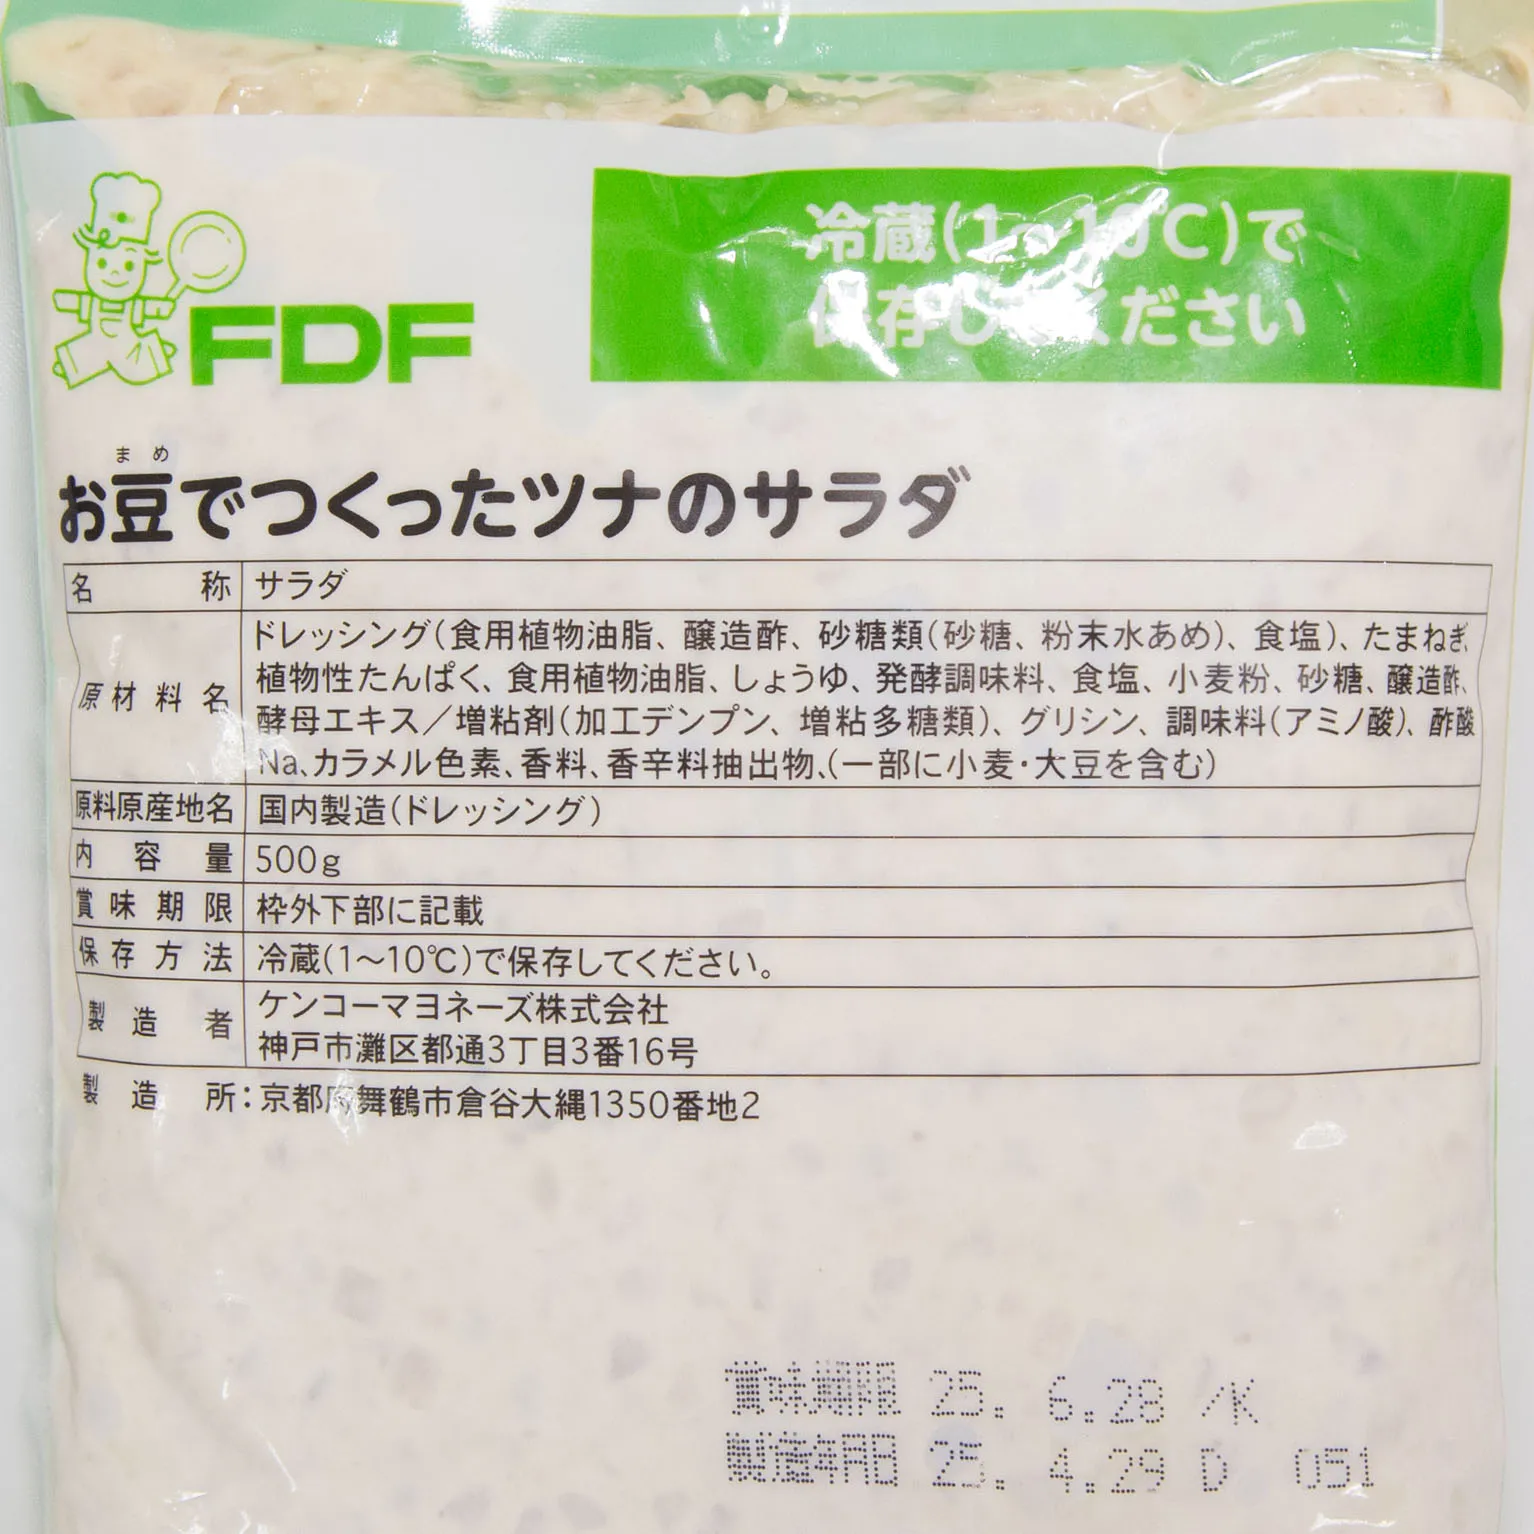 冷蔵(1〜10℃)で
保存してください
FDF
まめ
お豆でつくったツナのサラダ
名称 サラダ
原材料名 ドレッシング(食用植物油脂、醸造酢、砂糖類(砂糖、粉末水あめ)、食塩)、たまねぎ、
植物性たんぱく、食用植物油脂、しょうゆ、発酵調味料、食塩、小麦粉、砂糖、醸造酢、
酵母エキス／増粘剤(加工デンプン、増粘多糖類)、グリシン、調味料(アミノ酸)、酢酸
Na、カラメル色素、香料、香辛料抽出物、(一部に小麦・大豆を含む)
原料原産地名 国内製造(ドレッシング)
内容量 500g
賞味期限 枠外下部に記載
保存方法 冷蔵(1〜10℃)で保存してください。
製造者 ケンコーマヨネーズ株式会社
神戸市灘区都通3丁目3番16号
製造所：京都府舞鶴市倉谷大縄1350番地2
賞味期限 25. 6.28 /K
製造年月日 25. 4.29 D 051